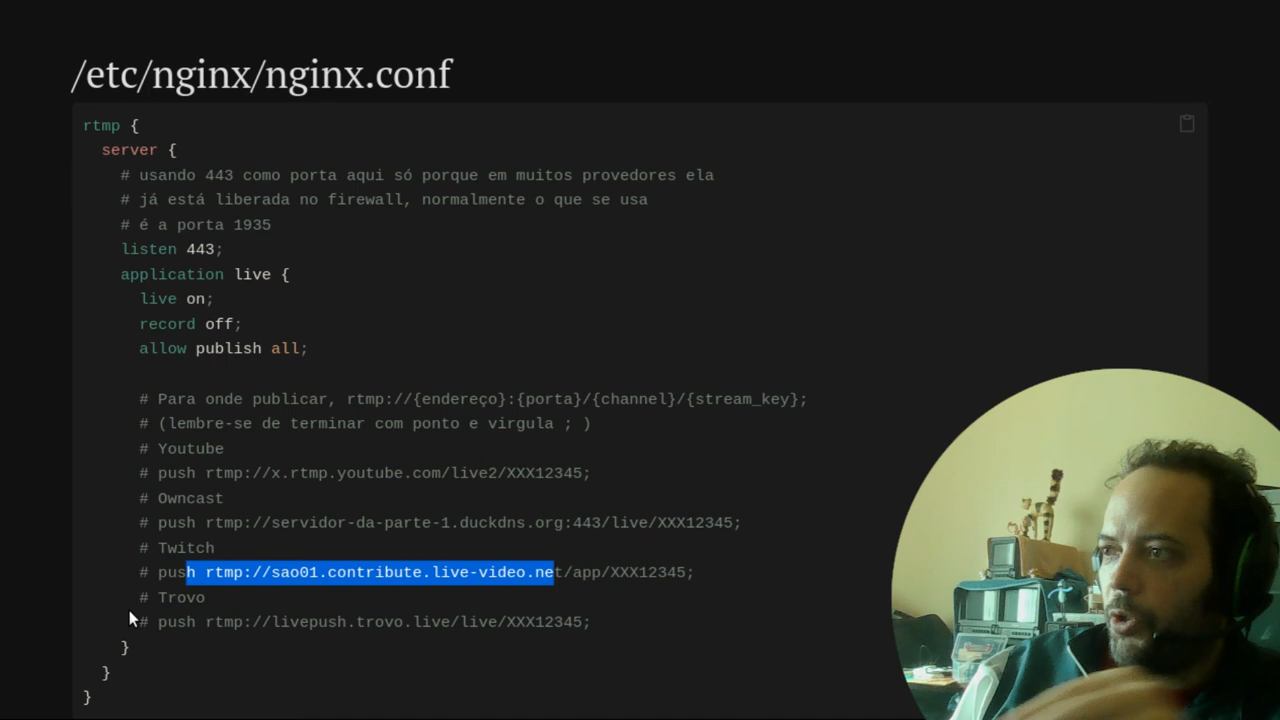 /etc/nginx/nginx.conf
rtmp {
server {
# usando 443 como porta aqui só porque em muitos provedores ela
# já está liberada no firewall, normalmente o que se usa
# é a porta 1935
listen 443;
application live {
live on;
record off;
allow publish all;
# Para onde publicar, rtmp://{endereço}:{porta}/{channel}/{stream_key};
# (lembre-se de terminar com ponto e virgula ; )
# Youtube
# push rtmp://x.rtmp.youtube.com/live2/XXX12345;
# Owncast
# push rtmp://servidor-da-parte-1.duckdns.org:443/live/XXX12345;
# Twitch
# push rtmp://sao01.contribute.live-video.net/app/XXX12345;
# Trovo
# push rtmp://livepush.trovo.live/live/XXX12345;
}
}
}